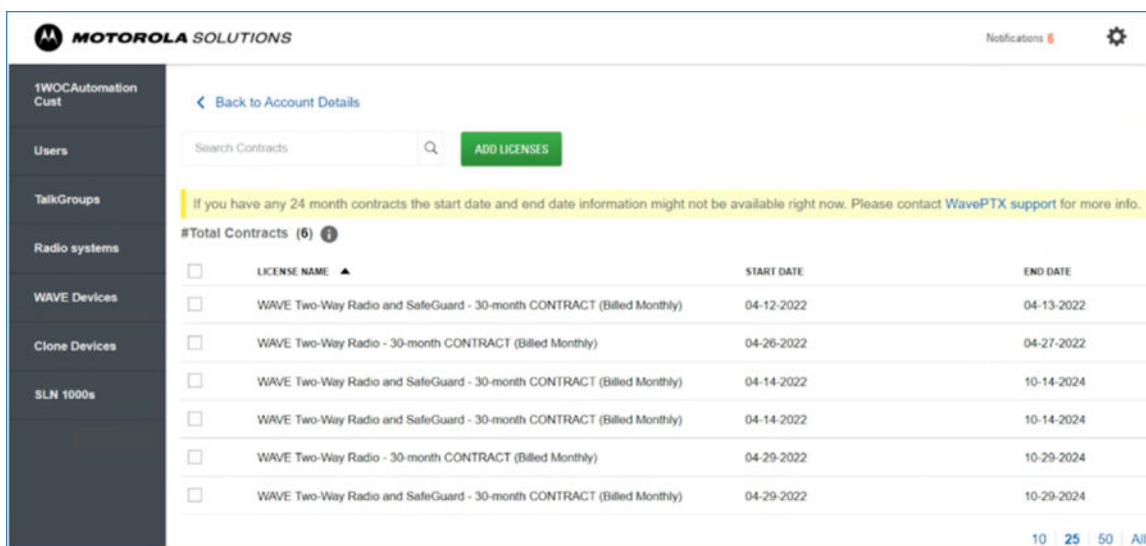 MOTOROLA SOLUTIONS
Notifications 6
1WOCAutomation
Cust
Users
TalkGroups
Radio systems
WAVE Devices
Clone Devices
SLN 1000s
Back to Account Details
Search Contracts
ADD LICENSES
If you have any 24 month contracts the start date and end date information might not be available right now. Please contact WavePTX support for more info.
#Total Contracts (6)
LICENSE NAME START DATE END DATE
WAVE Two-Way Radio and SafeGuard - 30-month CONTRACT (Billed Monthly) 04-12-2022 04-13-2022
WAVE Two-Way Radio - 30-month CONTRACT (Billed Monthly) 04-26-2022 04-27-2022
WAVE Two-Way Radio and SafeGuard - 30-month CONTRACT (Billed Monthly) 04-14-2022 10-14-2024
WAVE Two-Way Radio and SafeGuard - 30-month CONTRACT (Billed Monthly) 04-14-2022 10-14-2024
WAVE Two-Way Radio - 30-month CONTRACT (Billed Monthly) 04-29-2022 10-29-2024
WAVE Two-Way Radio and SafeGuard - 30-month CONTRACT (Billed Monthly) 04-29-2022 10-29-2024
10 25 50 All